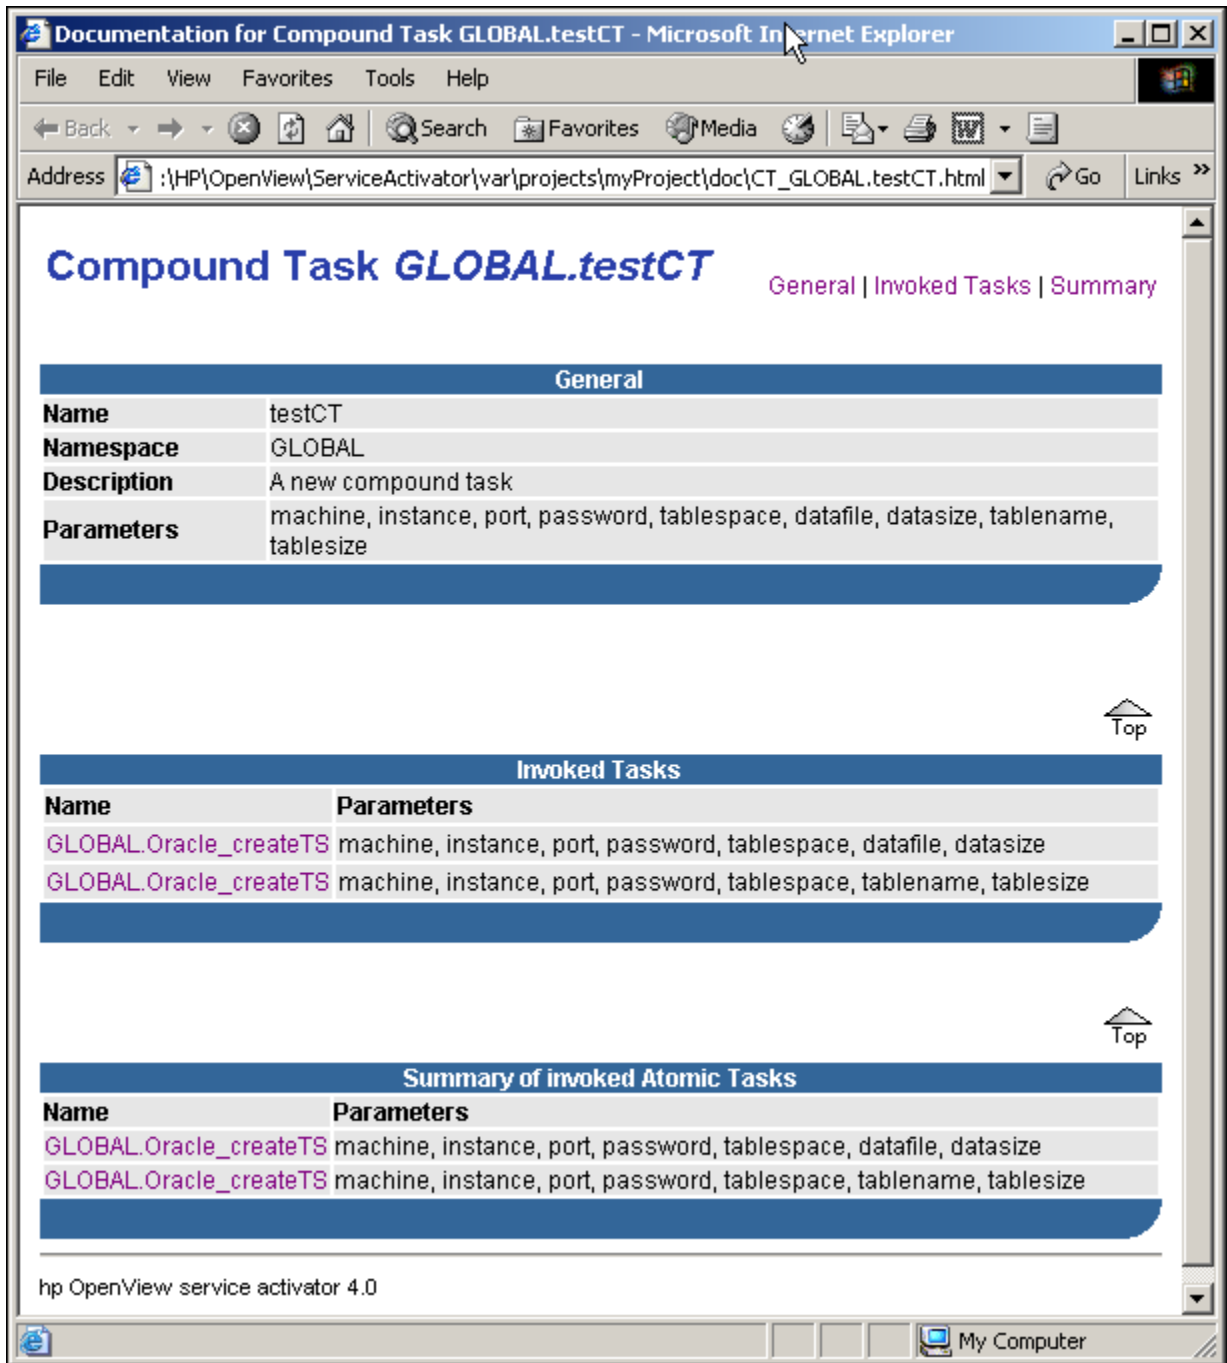 Documentation for Compound Task GLOBAL.testCT - Microsoft Internet Explorer
File Edit View Favorites Tools Help
Back Search Favorites Media
Address :\HP\OpenView\ServiceActivator\var\projects\myProject\doc\CT_GLOBAL.testCT.html Go Links »
Compound Task GLOBAL.testCT
General | Invoked Tasks | Summary
General
Name testCT
Namespace GLOBAL
Description A new compound task
Parameters machine, instance, port, password, tablespace, datafile, datasize, tablename,
tablesize
Top
Invoked Tasks
Name Parameters
GLOBAL.Oracle_createTS machine, instance, port, password, tablespace, datafile, datasize
GLOBAL.Oracle_createTS machine, instance, port, password, tablespace, tablename, tablesize
Top
Summary of invoked Atomic Tasks
Name Parameters
GLOBAL.Oracle_createTS machine, instance, port, password, tablespace, datafile, datasize
GLOBAL.Oracle_createTS machine, instance, port, password, tablespace, tablename, tablesize
hp OpenView service activator 4.0
My Computer